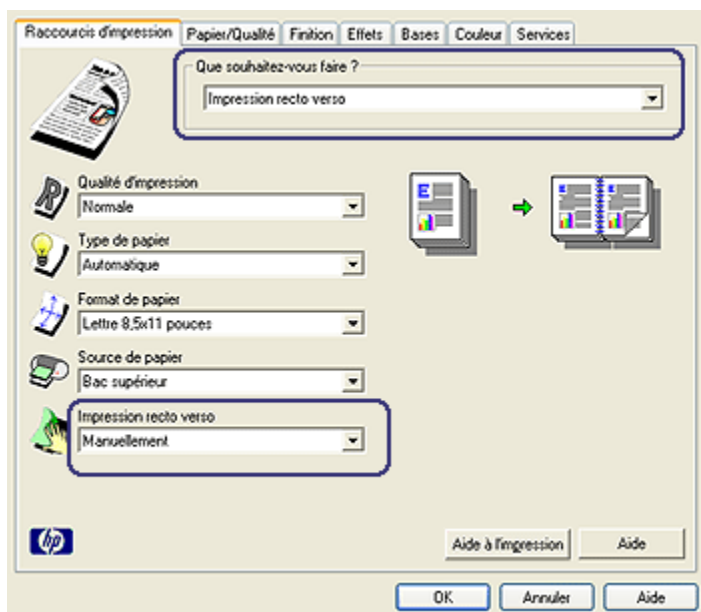 Raccourcis d'impression Papier/Qualité Finition Effets Bases Couleur Services
Que souhaitez-vous faire ?
Impression recto verso
Qualité d'impression
Normale
Type de papier
Automatique
Format de papier
Lettre 8,5x11 pouces
Source de papier
Bac supérieur
Impression recto verso
Manuellement
hp
Aide à l'impression Aide
OK Annuler Aide